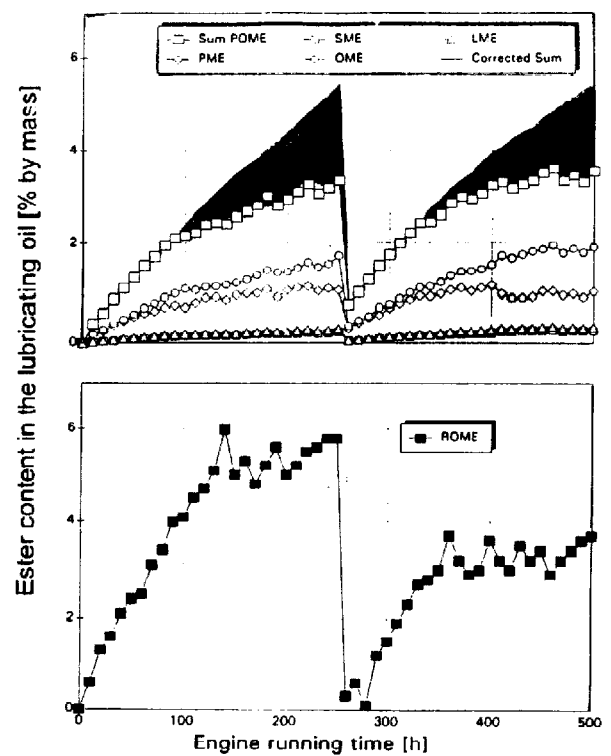 Sum POME SME LME
PME OME Corrected Sum
6
4
2
0
Ester content in the lubricating oil [% by mass]
ROME
6
4
2
0
0 100 200 300 400 500
Engine running time [h]